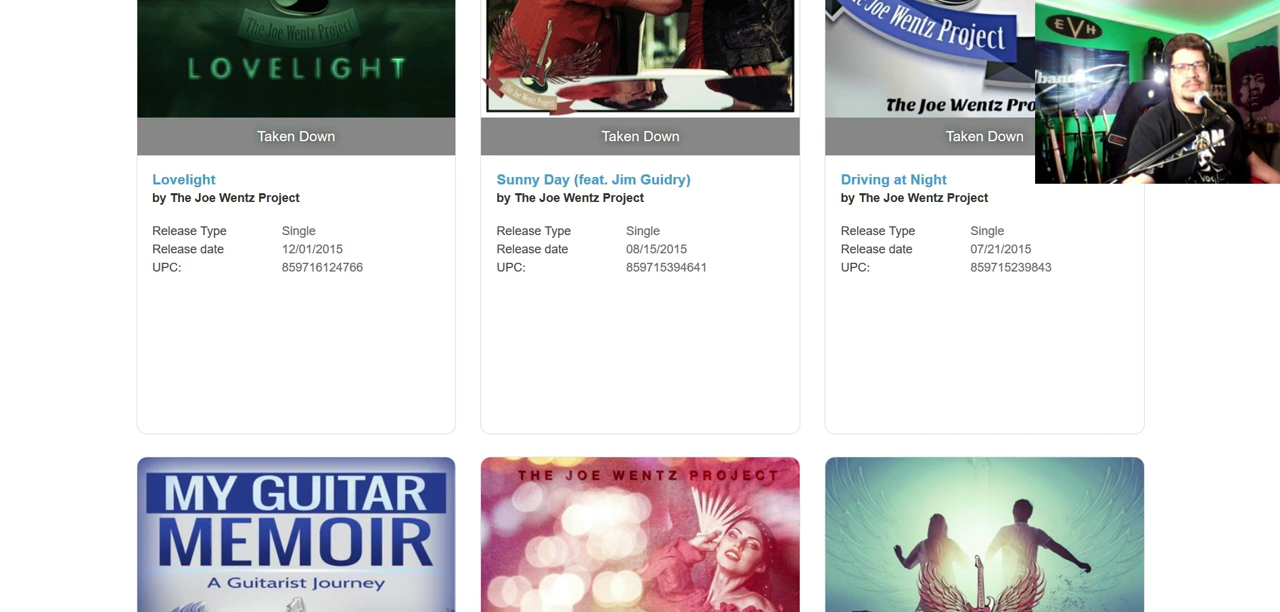 The Joe Wentz Project
LOVELIGHT
The Joe Wentz Project
Joe Wentz Project
The Joe Wentz Pro
EVH
Taken Down
Taken Down
Taken Down
Lovelight
by The Joe Wentz Project
Release Type Single
Release date 12/01/2015
UPC: 859716124766
Sunny Day (feat. Jim Guidry)
by The Joe Wentz Project
Release Type Single
Release date 08/15/2015
UPC: 859715394641
Driving at Night
by The Joe Wentz Project
Release Type Single
Release date 07/21/2015
UPC: 859715239843
MY GUITAR
MEMOIR
A Guitarist Journey
THE JOE WENTZ PROJECT